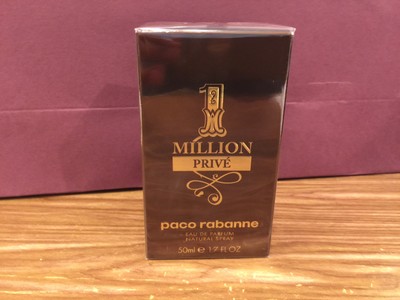 1
MILLION
PRIVÉ
paco rabanne
EAU DE PARFUM
NATURAL SPRAY
50ml e 1.7 FL OZ